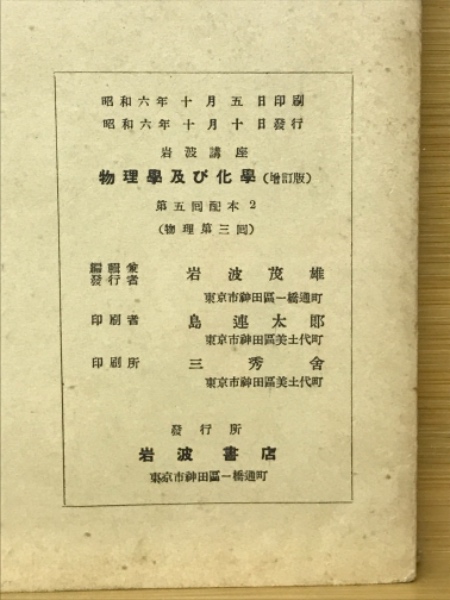 昭和六年十月五日印刷
昭和六年十月十日發行
岩波講座
物理學及び化學(增訂版)
第五囘配本2
(物理第三囘)
編輯兼
發行者 岩波茂雄
東京市神田區一橋通町
印刷者 島連太郎
東京市神田區美土代町
印刷所 三秀舍
東京市神田區美土代町
發行所
岩波書店
東京市神田區一橋通町